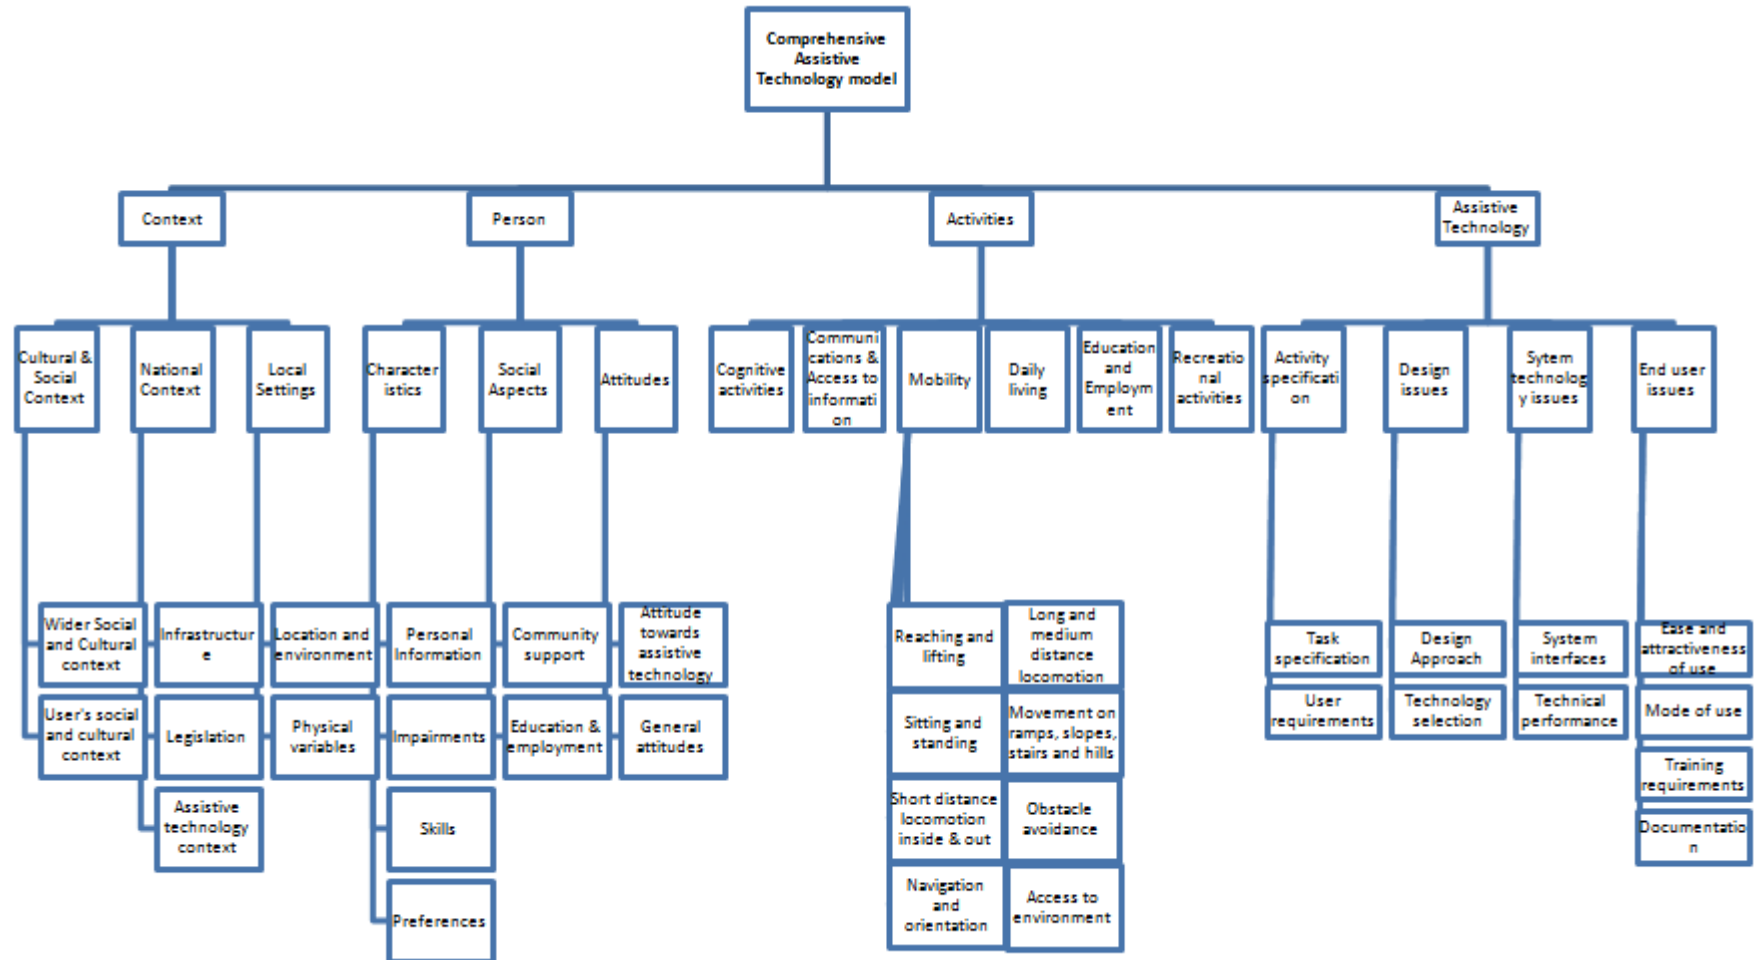 Comprehensive
Assistive
Technology model
Context
Person
Activities
Assistive
Technology
Cultural &
Social
Context
National
Context
Local
Settings
Character
istics
Social
Aspects
Attitudes
Cognitive
activities
Communi
cations &
Access to
informati
on
Mobility
Daily
living
Education
and
Employm
ent
Recreatio
nal
activities
Activity
specificati
on
Design
issues
Sytem
technolog
y issues
End user
issues
Wider Social
and Cultural
context
Infrastructur
e
Location and
environment
Personal
Information
Community
support
Attitude
towards
assistive
technology
Reaching and
lifting
Long and
medium
distance
locomotion
Task
specification
Design
Approach
System
interfaces
Ease and
attractiveness
of use
User's social
and cultural
context
Legislation
Physical
variables
Impairments
Education &
employment
General
attitudes
Sitting and
standing
Movement on
ramps, slopes,
stairs and hills
User
requirements
Technology
selection
Technical
performance
Mode of use
Assistive
technology
context
Skills
Short distance
locomotion
inside & out
Obstacle
avoidance
Training
requirements
Documentatio
n
Preferences
Navigation
and
orientation
Access to
environment